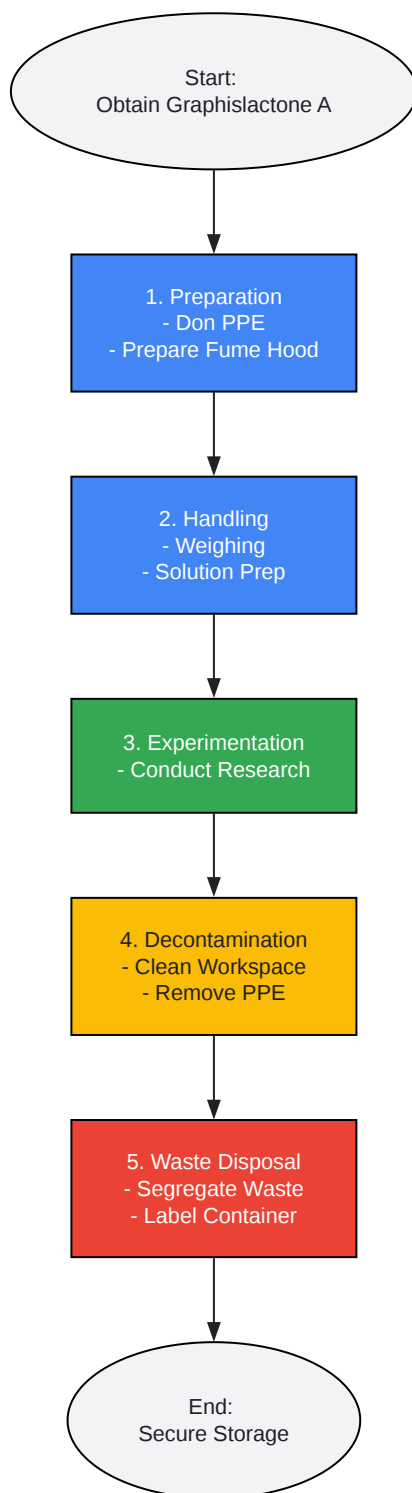 Start:
Obtain Graphislactone A
1. Preparation
- Don PPE
- Prepare Fume Hood
2. Handling
- Weighing
- Solution Prep
3. Experimentation
- Conduct Research
4. Decontamination
- Clean Workspace
- Remove PPE
5. Waste Disposal
- Segregate Waste
- Label Container
End:
Secure Storage